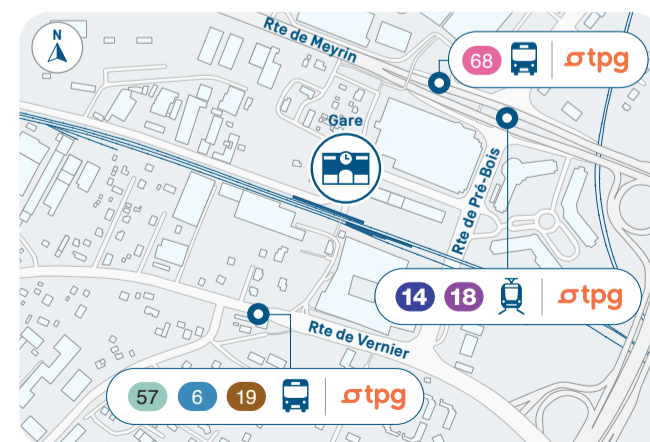 N
Rte de Meyrin
68 tpg
Gare
Rte de Pré-Bois
14 18 tpg
Rte de Vernier
57 6 19 tpg